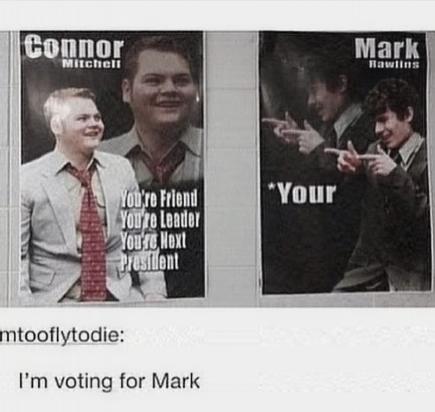 Connor
Mitchell
You're Friend
You're Leader
You're Next
President
Mark
Rawlins
*Your
mtooflytodie:
I'm voting for Mark